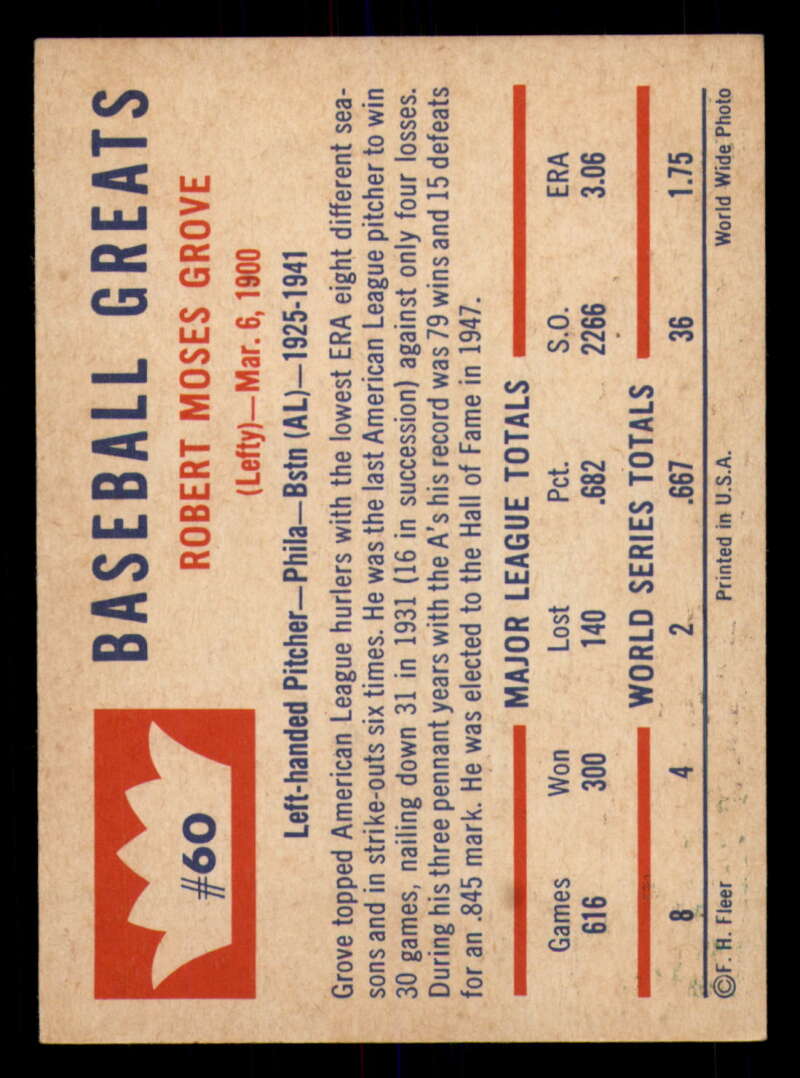 #60
BASEBALL GREATS
ROBERT MOSES GROVE
(Lefty)—Mar. 6, 1900
Left-handed Pitcher—Phila—Bstn (AL)—1925-1941
Grove topped American League hurlers with the lowest ERA eight different sea-
sons and in strike-outs six times. He was the last American League pitcher to win
30 games, nailing down 31 in 1931 (16 in succession) against only four losses.
During his three pennant years with the A's his record was 79 wins and 15 defeats
for an .845 mark. He was elected to the Hall of Fame in 1947.
MAJOR LEAGUE TOTALS
Games Won Lost Pct. S.O. ERA
616 300 140 .682 2266 3.06
WORLD SERIES TOTALS
8 4 2 .667 36 1.75
©F. H. Fleer Printed in U.S.A. World Wide Photo